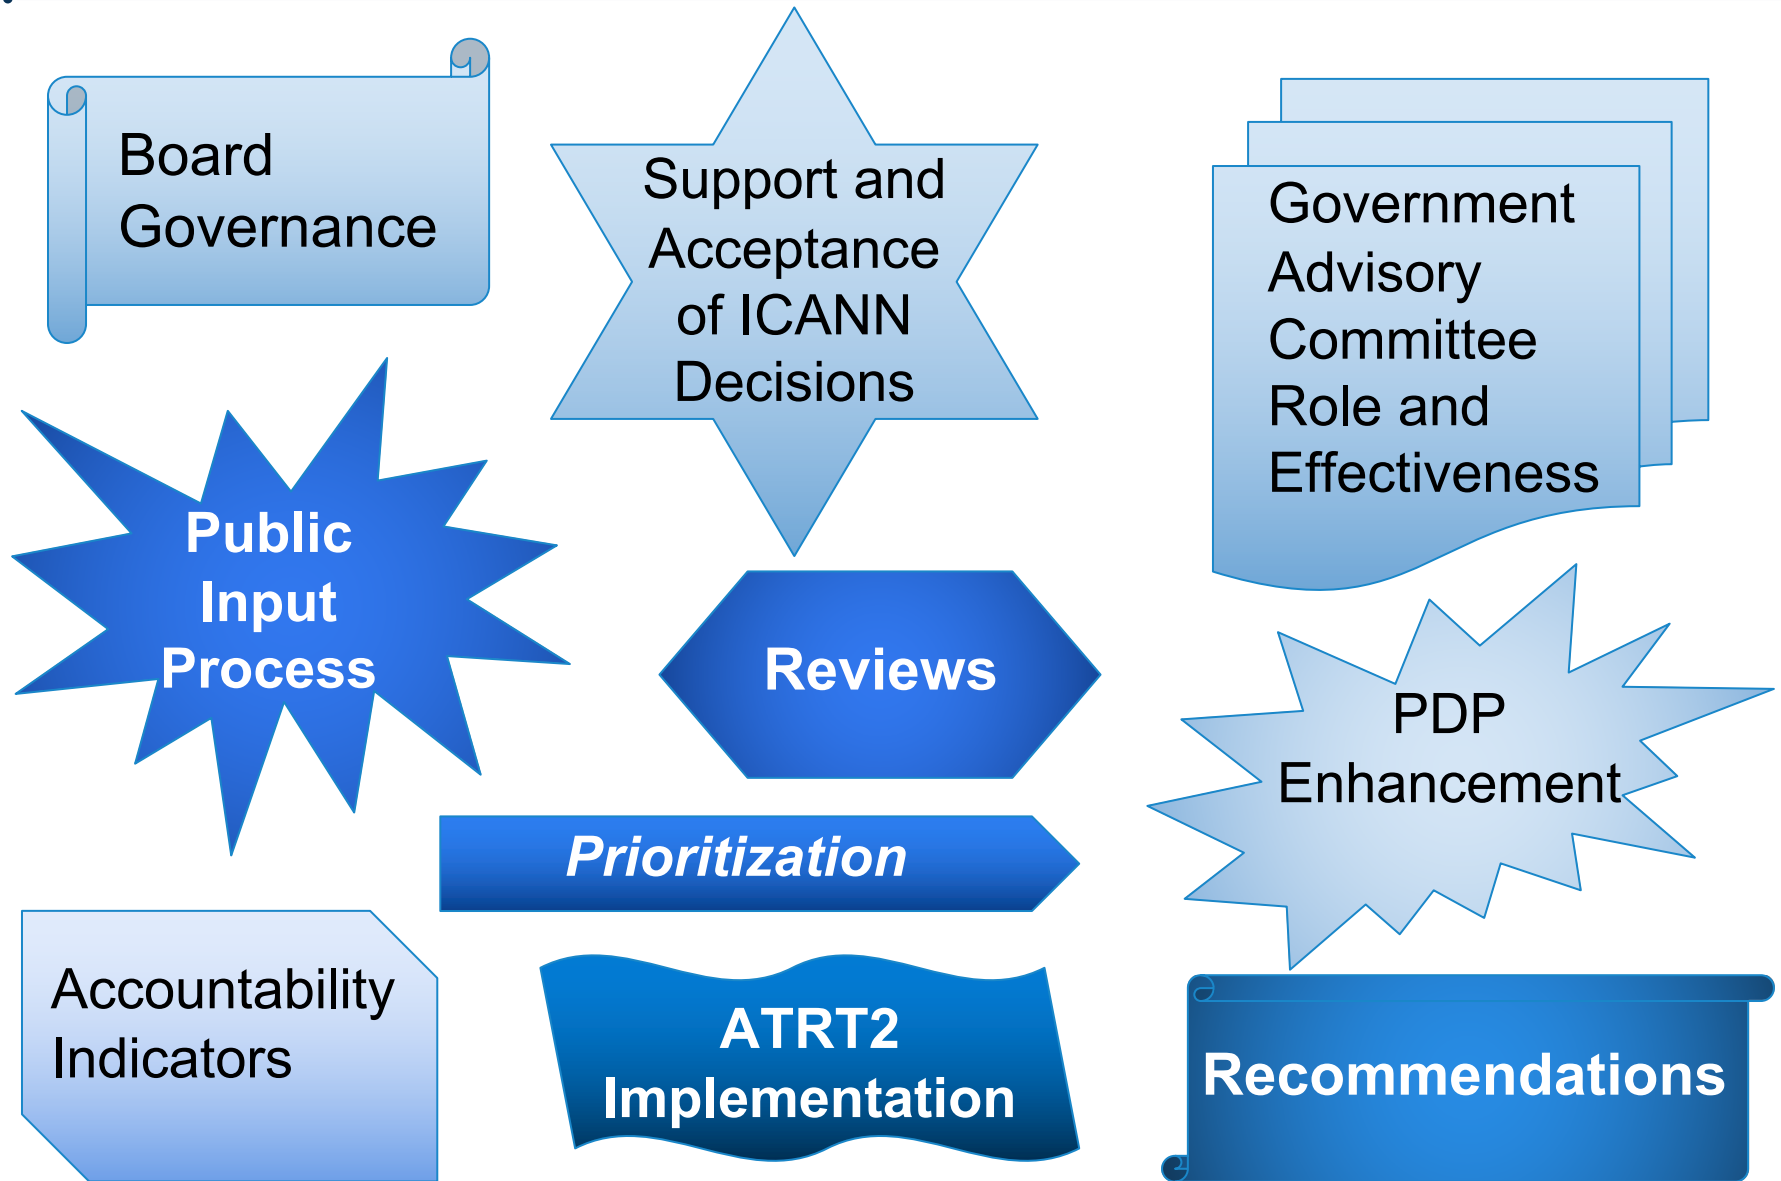 Board
Governance
Support and
Acceptance
of ICANN
Decisions
Government
Advisory
Committee
Role and
Effectiveness
Public
Input
Process
Reviews
PDP
Enhancement
Prioritization
Accountability
Indicators
ATRT2
Implementation
Recommendations